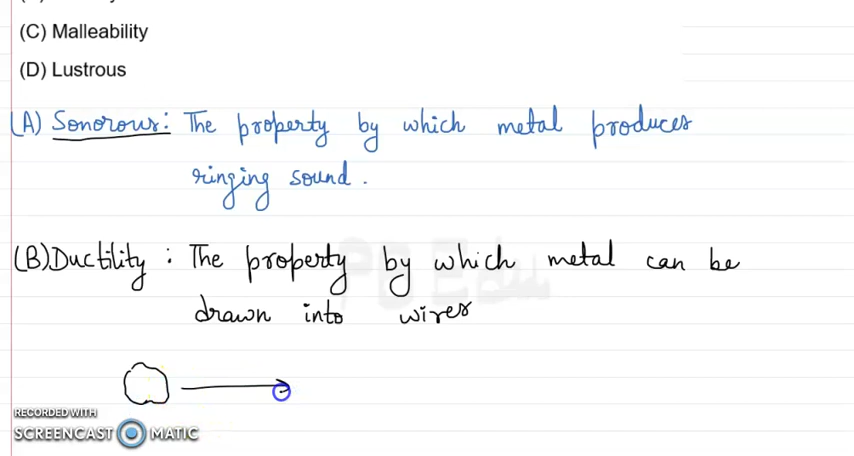 (C) Malleability
(D) Lustrous
(A) Sonorous: The property by which metal produces
ringing sound.
(B) Ductility : The property by which metal can be
drawn into wires
RECORDED WITH
SCREENCAST MATIC